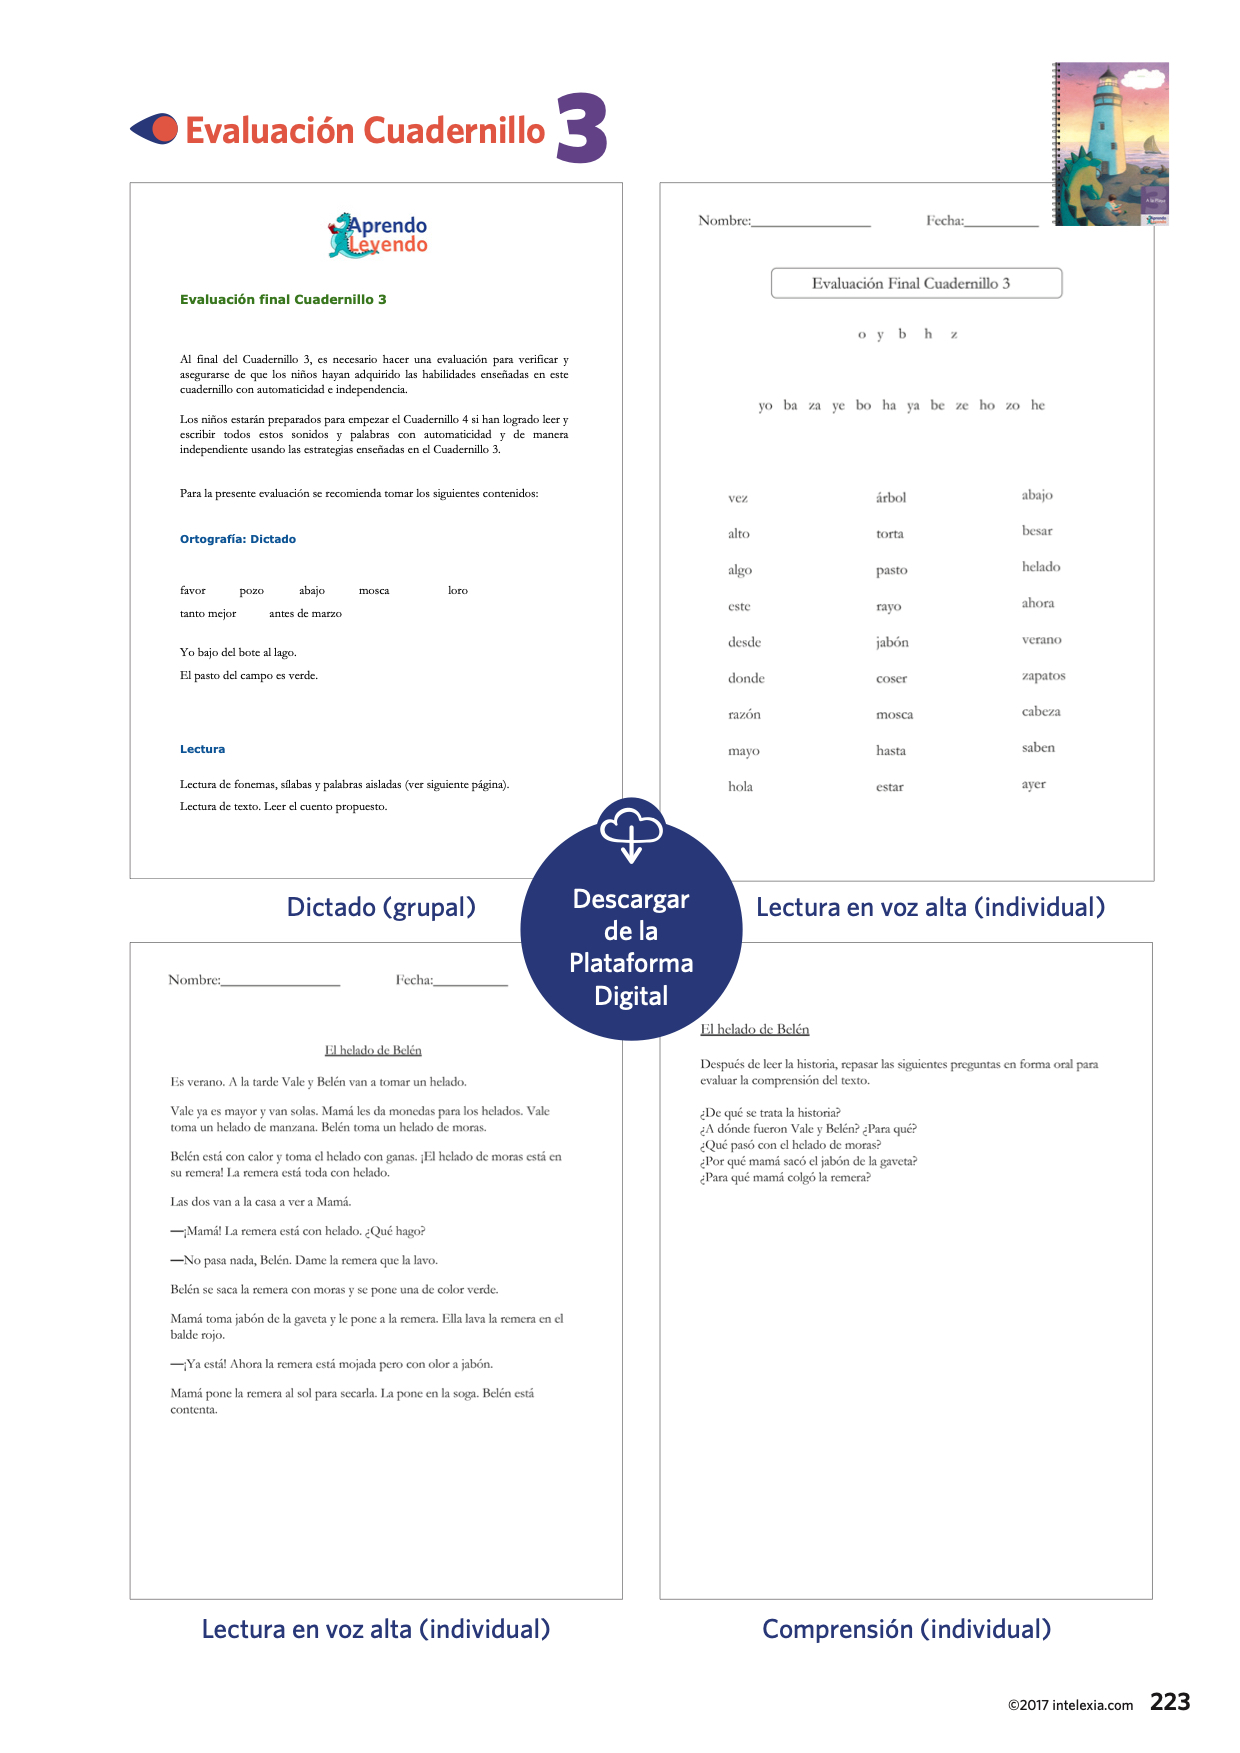 Evaluación Cuadernillo 3
Aprendo
Leyendo
Evaluación final Cuadernillo 3
Al final del Cuadernillo 3, es necesario hacer una evaluación para verificar y
asegurarse de que los niños hayan adquirido las habilidades enseñadas en este
cuadernillo con automaticidad e independencia.
Los niños estarán preparados para empezar el Cuadernillo 4 si han logrado leer y
escribir todos estos sonidos y palabras con automaticidad y de manera
independiente usando las estrategias enseñadas en el Cuadernillo 3.
Para la presente evaluación se recomienda tomar los siguientes contenidos:
Ortografía: Dictado
favor pozo abajo mosca loro
tanto mejor antes de marzo
Yo bajo del bote al lago.
El pasto del campo es verde.
Lectura
Lectura de fonemas, sílabas y palabras aisladas (ver siguiente página).
Lectura de texto. Leer el cuento propuesto.
Dictado (grupal)
Nombre:_________________ Fecha:___________
Evaluación Final Cuadernillo 3
o y b h z
yo ba za ye bo ha ya be ze ho zo he
vez árbol abajo
alto torta besar
algo pasto helado
este rayo ahora
desde jabón verano
donde coser zapatos
razón mosca cabeza
mayo hasta saben
hola estar ayer
Lectura en voz alta (individual)
Descargar
de la
Plataforma
Digital
Nombre:_________________ Fecha:___________
El helado de Belén
Es verano. A la tarde Vale y Belén van a tomar un helado.
Vale ya es mayor y van solas. Mamá les da monedas para los helados. Vale
toma un helado de manzana. Belén toma un helado de moras.
Belén está con calor y toma el helado con ganas. ¡El helado de moras está en
su remera! La remera está toda con helado.
Las dos van a la casa a ver a Mamá.
—¡Mamá! La remera está con helado. ¿Qué hago?
—No pasa nada, Belén. Dame la remera que la lavo.
Belén se saca la remera con moras y se pone una de color verde.
Mamá toma jabón de la gaveta y le pone a la remera. Ella lava la remera en el
balde rojo.
—¡Ya está! Ahora la remera está mojada pero con olor a jabón.
Mamá pone la remera al sol para secarla. La pone en la soga. Belén está
contenta.
Lectura en voz alta (individual)
El helado de Belén
Después de leer la historia, repasar las siguientes preguntas en forma oral para
evaluar la comprensión del texto.
¿De qué se trata la historia?
¿A dónde fueron Vale y Belén? ¿Para qué?
¿Qué pasó con el helado de moras?
¿Por qué mamá sacó el jabón de la gaveta?
¿Para qué mamá colgó la remera?
Comprensión (individual)
©2017 intelexia.com 223